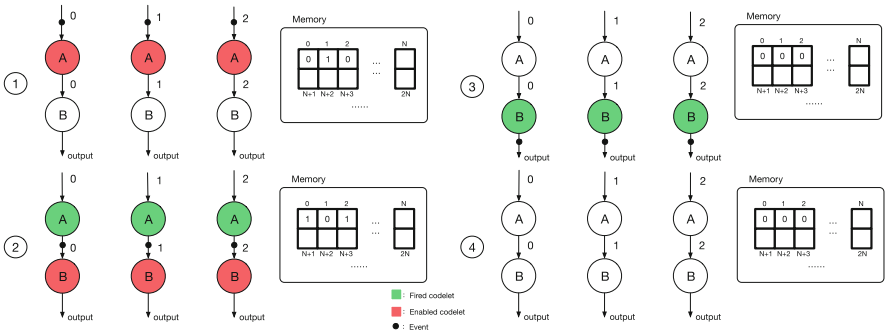 0 1 2
Memory
0 1 2 N
A A A
0 1 0 ... ...
1
0 1 2
B B B
N+1 N+2 N+3 2N
......
output output output
0 1 2
Memory
0 1 2 N
A A A
1 0 1 ... ...
2
0 1 2
B B B
N+1 N+2 N+3 2N
......
output output output
0 1 2
Memory
0 1 2 N
A A A
0 0 0 ... ...
3
0 1 2
B B B
N+1 N+2 N+3 2N
......
output output output
0 1 2
Memory
0 1 2 N
A A A
0 0 0 ... ...
4
0 1 2
B B B
N+1 N+2 N+3 2N
......
output output output
: Fired codelet
: Enabled codelet
: Event